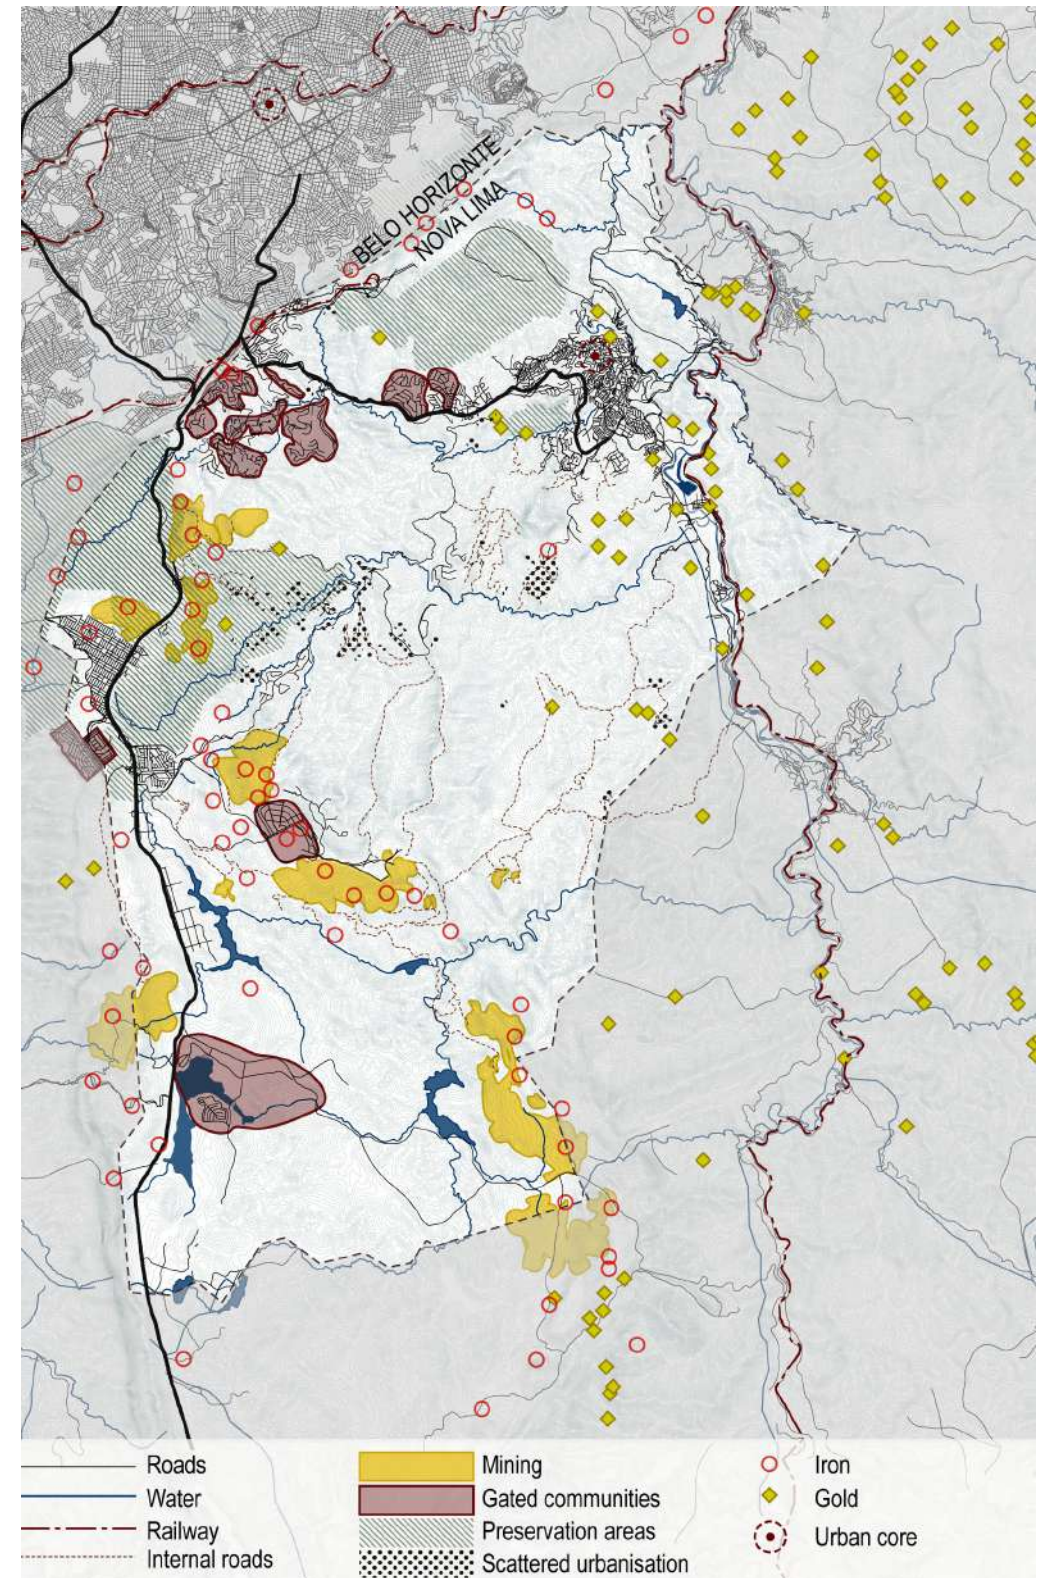 BELO HORIZONTE
NOVA LIMA
Roads
Water
Railway
Internal roads
Mining
Gated communities
Preservation areas
Scattered urbanisation
Iron
Gold
Urban core